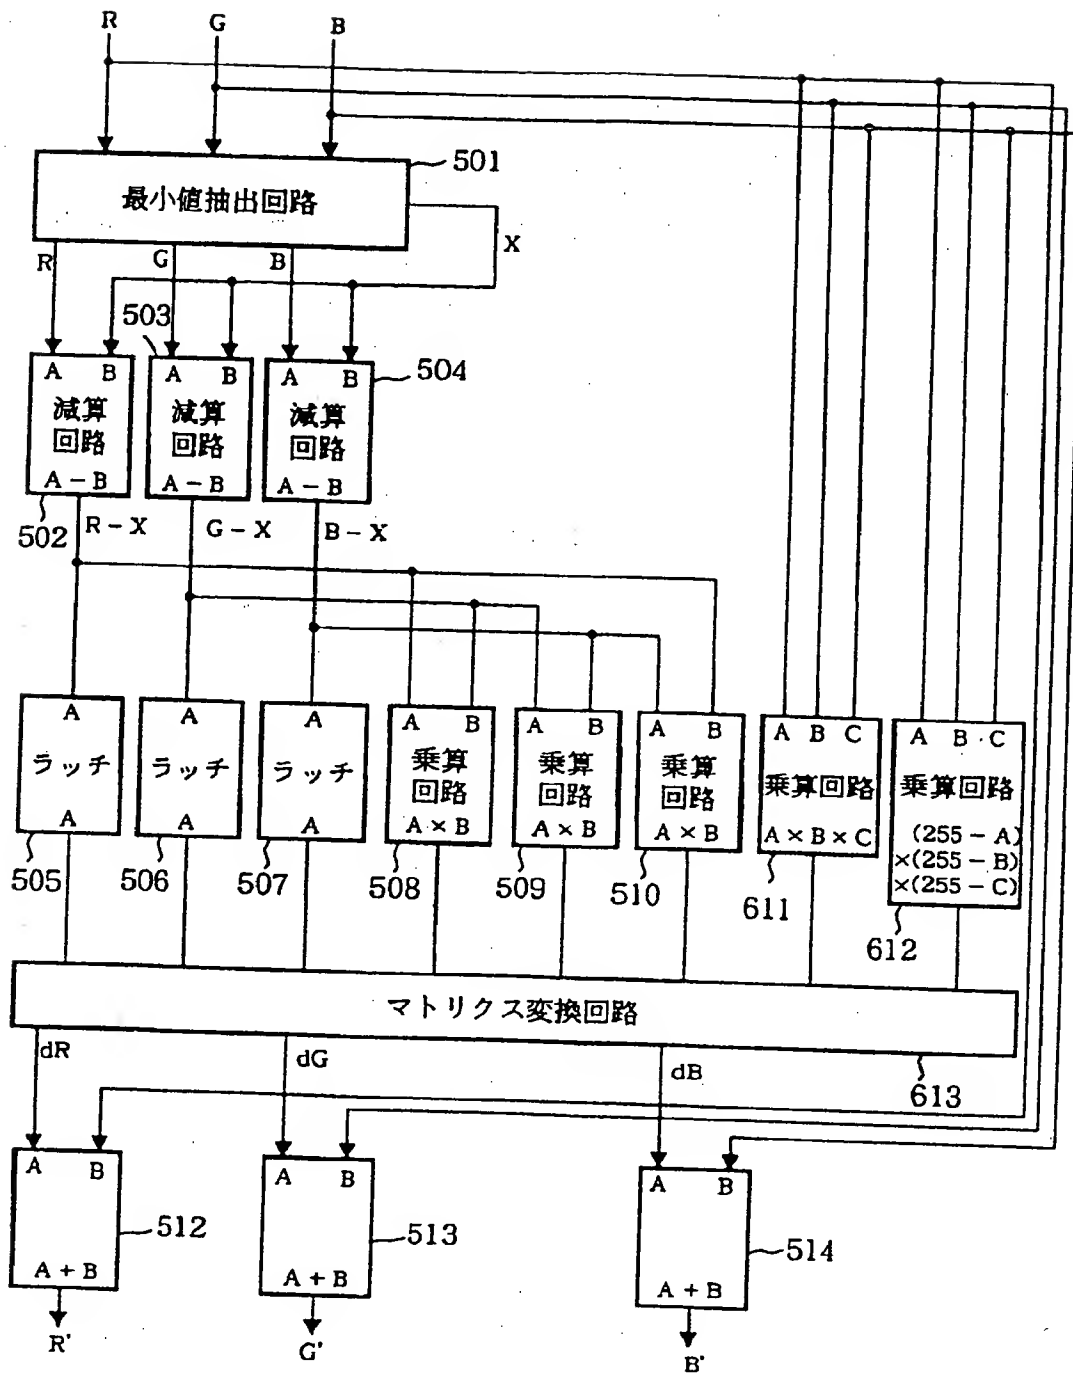 R G B
501
最小値抽出回路
X
R G B
503
504
A B A B A B
減算 減算 減算
回路 回路 回路
A－B A－B A－B
502
R－X G－X B－X
A A A A B A B A B A B C A B C
ラッチ ラッチ ラッチ
乗算 乗算 乗算
回路 回路 回路
乗算回路 乗算回路
A A A A×B A×B A×B A×B×C
(255－A)
×(255－B)
×(255－C)
505 506 507 508 509 510 611
612
マトリクス変換回路
dR dG dB
613
A B A B A B
512 513 514
A＋B A＋B A＋B
R' G' B'